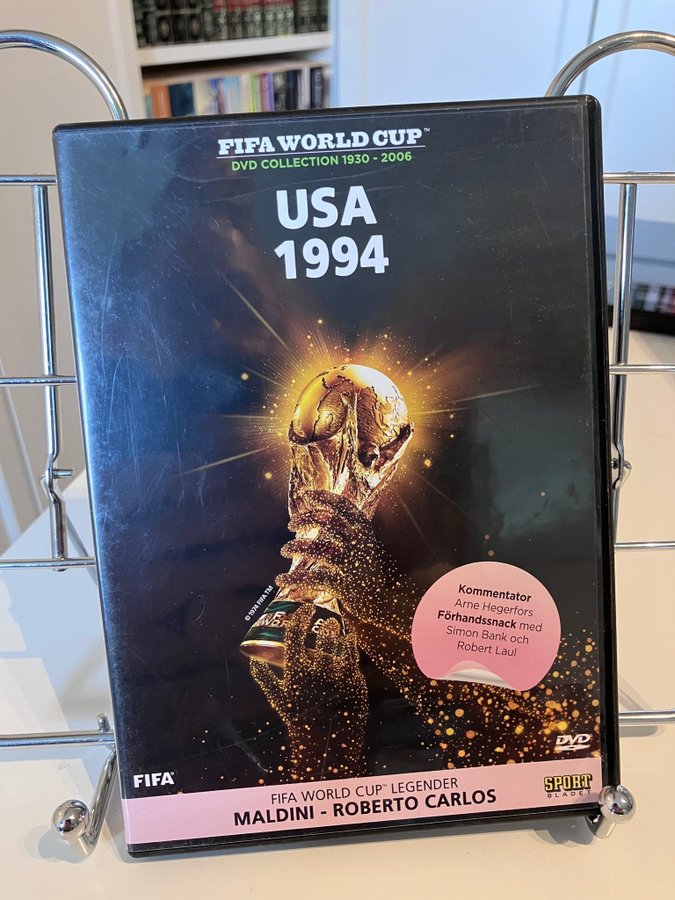 FIFA WORLD CUP™
DVD COLLECTION 1930 - 2006
USA
1994
© 1974 FIFA TM
Kommentator
Arne Hegerfors
Förhandssnack med
Simon Bank och
Robert Laul
DVD
FIFA
FIFA WORLD CUP™ LEGENDER
MALDINI - ROBERTO CARLOS
SPORT
BLADET